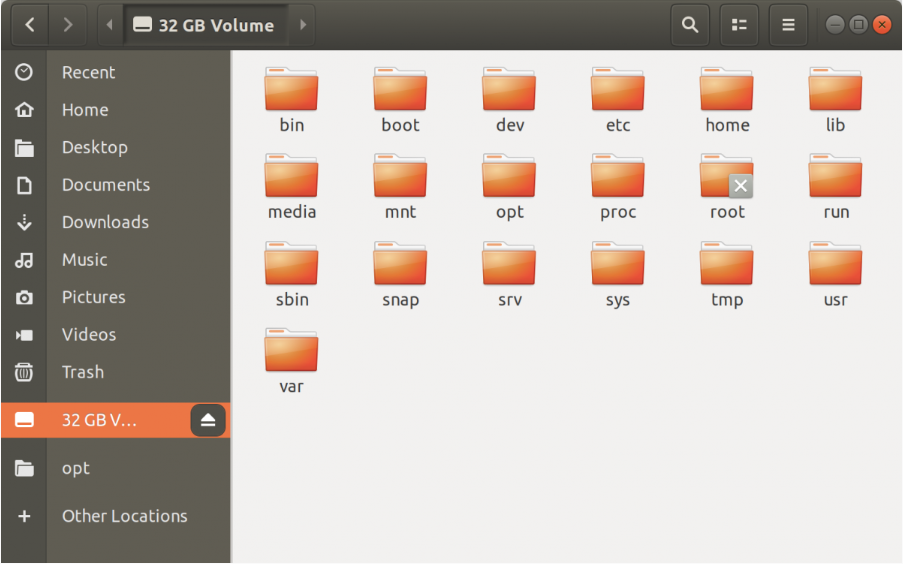 32 GB Volume
Recent
Home
Desktop
Documents
Downloads
Music
Pictures
Videos
Trash
32 GB V...
opt
Other Locations
bin boot dev etc home lib
media mnt opt proc root run
sbin snap srv sys tmp usr
var